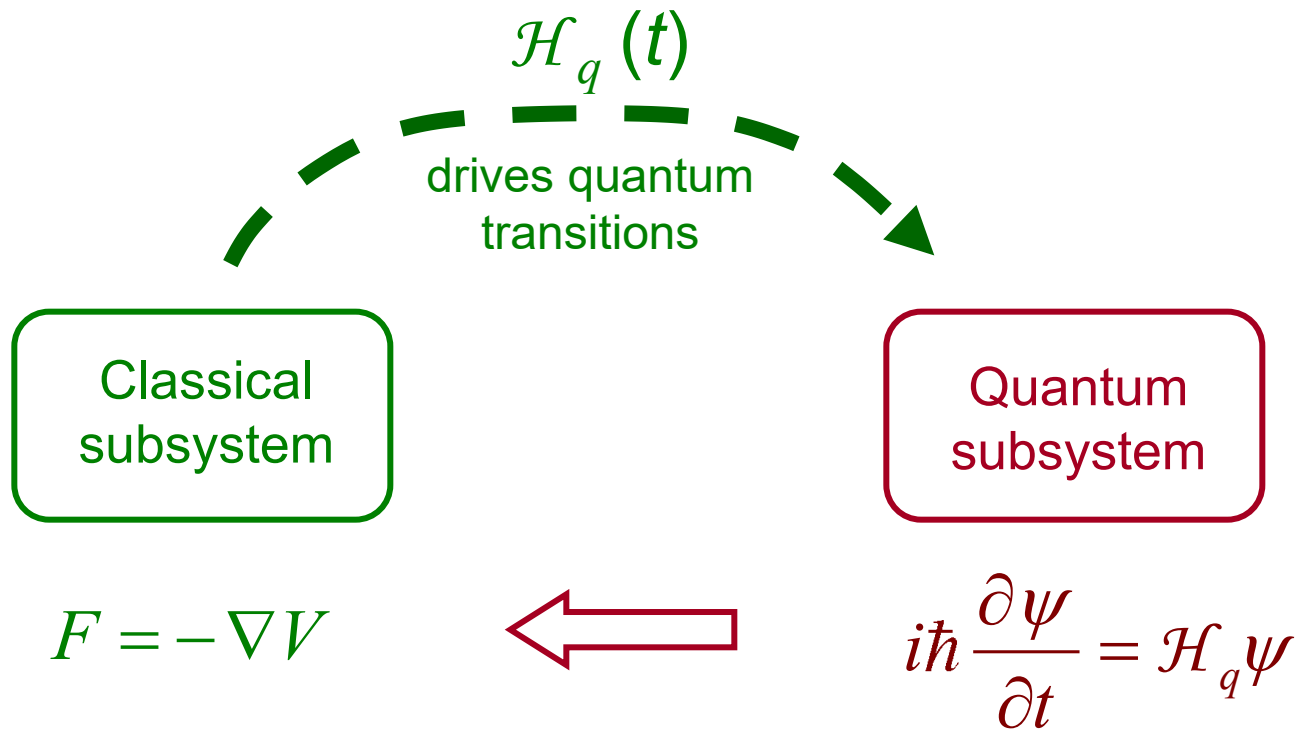 ℋ_q (t)
drives quantum
transitions
Classical
subsystem
Quantum
subsystem
F = − ∇V
iħ ∂ψ/∂t = ℋ_q ψ